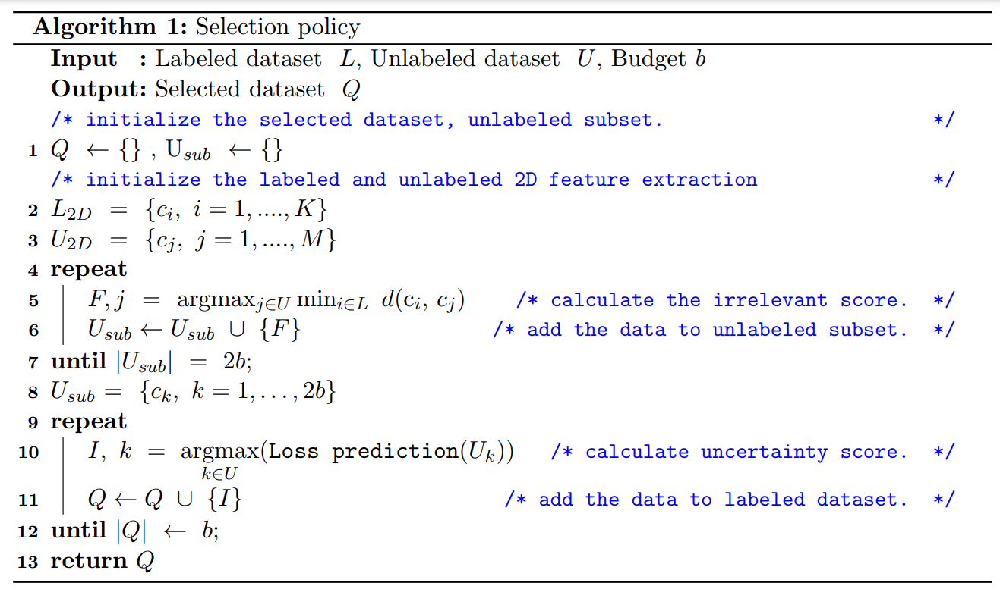 Algorithm 1: Selection policy
Input : Labeled dataset L, Unlabeled dataset U, Budget b
Output: Selected dataset Q
/* initialize the selected dataset, unlabeled subset. */
1 Q ← {} , U_sub ← {}
/* initialize the labeled and unlabeled 2D feature extraction */
2 L_2D = {c_i, i = 1, ...., K}
3 U_2D = {c_j, j = 1, ...., M}
4 repeat
5 F, j = argmax_{j∈U} min_{i∈L} d(c_i, c_j) /* calculate the irrelevant score. */
6 U_sub ← U_sub ∪ {F} /* add the data to unlabeled subset. */
7 until |U_sub| = 2b;
8 U_sub = {c_k, k = 1, . . . , 2b}
9 repeat
10 I, k = argmax_{k∈U}(Loss prediction(U_k)) /* calculate uncertainty score. */
11 Q ← Q ∪ {I} /* add the data to labeled dataset. */
12 until |Q| ← b;
13 return Q